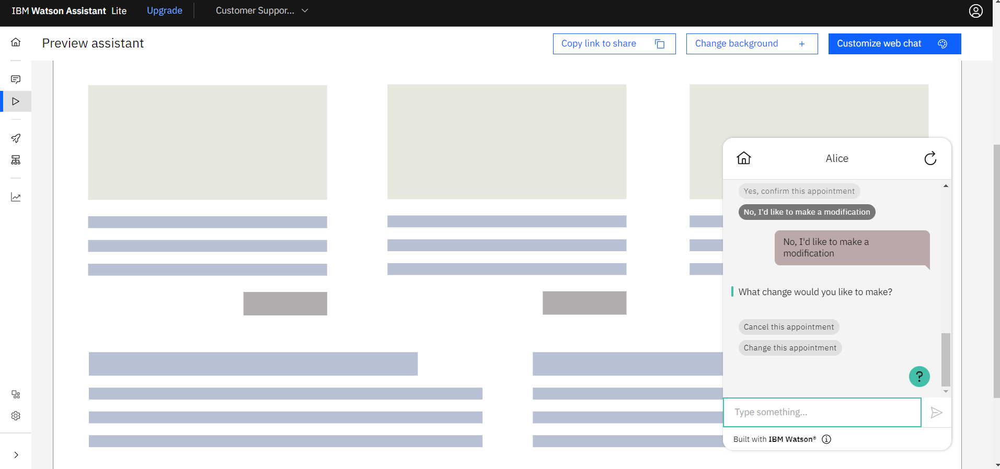 IBM Watson Assistant Lite
Upgrade
Customer Suppor...
Preview assistant
Copy link to share
Change background
Customize web chat
Alice
Yes, confirm this appointment
No, I'd like to make a modification
No, I'd like to make a
modification
What change would you like to make?
Cancel this appointment
Change this appointment
?
Type something...
Built with IBM Watson®